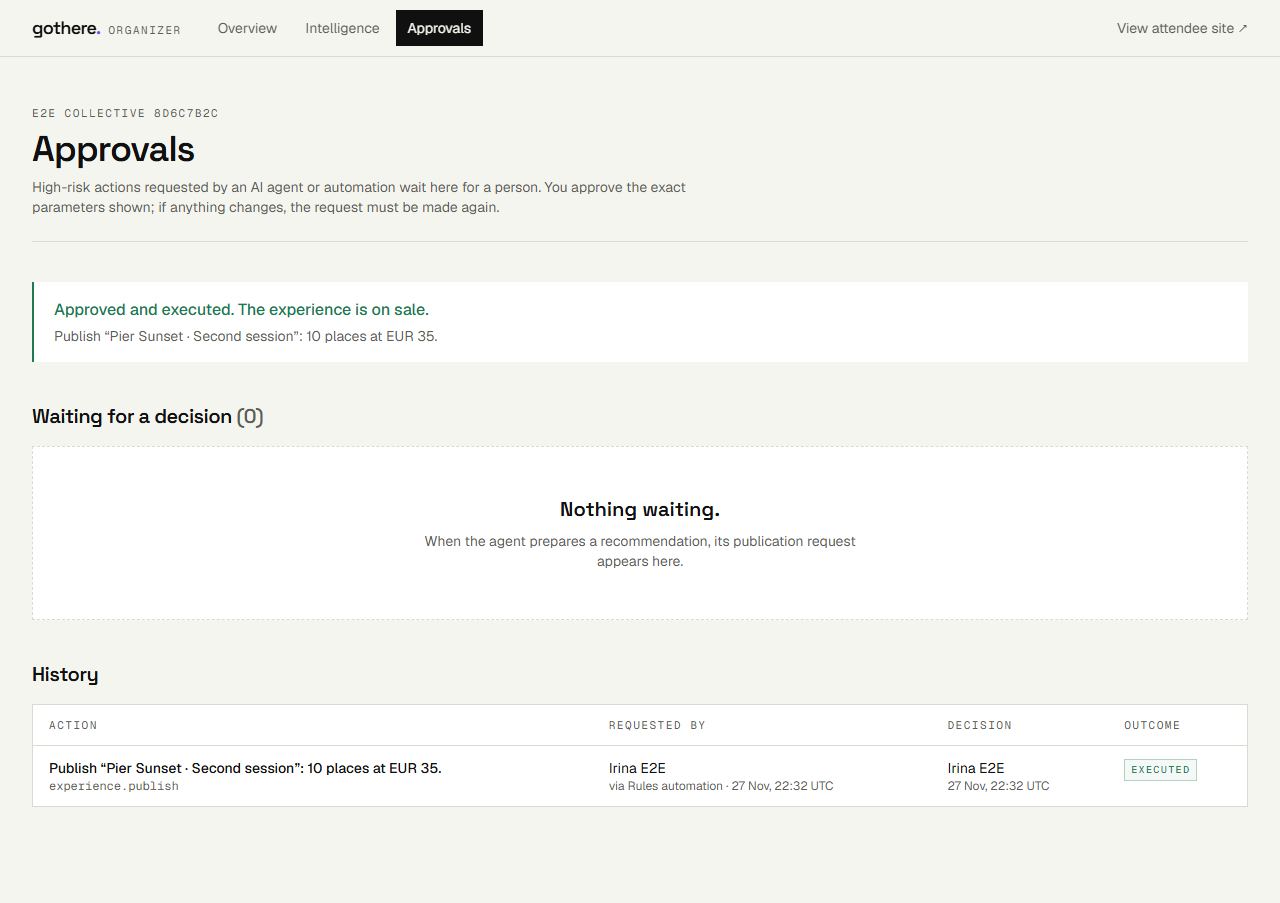 gothere. ORGANIZER Overview Intelligence Approvals View attendee site ↗
E2E COLLECTIVE 8D6C7B2C
Approvals
High-risk actions requested by an AI agent or automation wait here for a person. You approve the exact
parameters shown; if anything changes, the request must be made again.
Approved and executed. The experience is on sale.
Publish “Pier Sunset · Second session”: 10 places at EUR 35.
Waiting for a decision (0)
Nothing waiting.
When the agent prepares a recommendation, its publication request
appears here.
History
ACTION REQUESTED BY DECISION OUTCOME
Publish “Pier Sunset · Second session”: 10 places at EUR 35. Irina E2E Irina E2E EXECUTED
experience.publish via Rules automation · 27 Nov, 22:32 UTC 27 Nov, 22:32 UTC